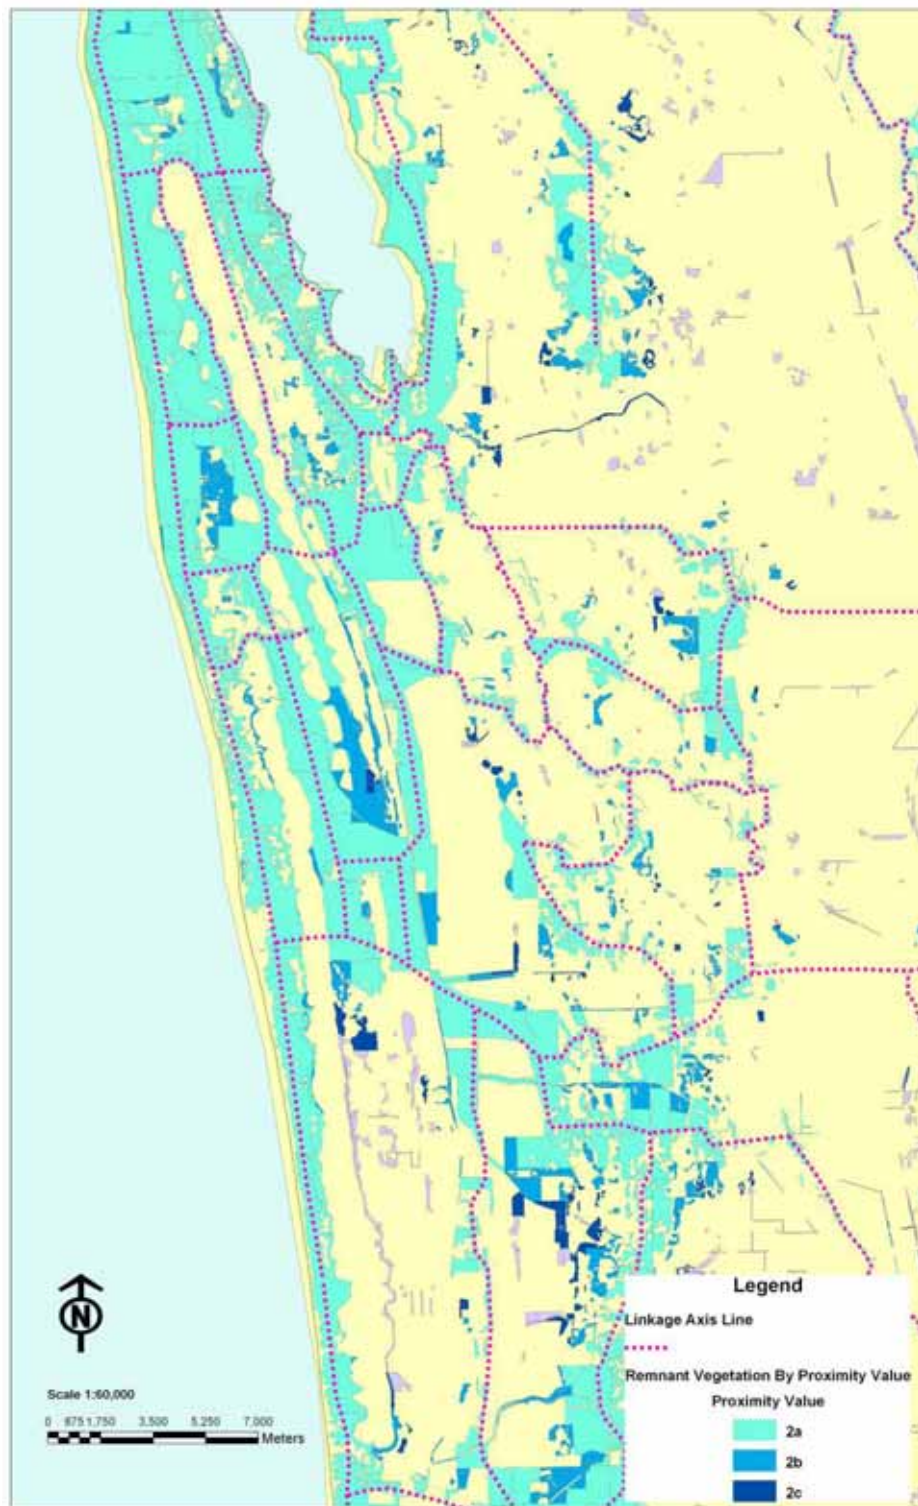 Legend
Linkage Axis Line
Remnant Vegetation By Proximity Value
Proximity Value
2a
2b
2c
N
Scale 1:60,000
0 875 1,750 3,500 5,250 7,000
Meters